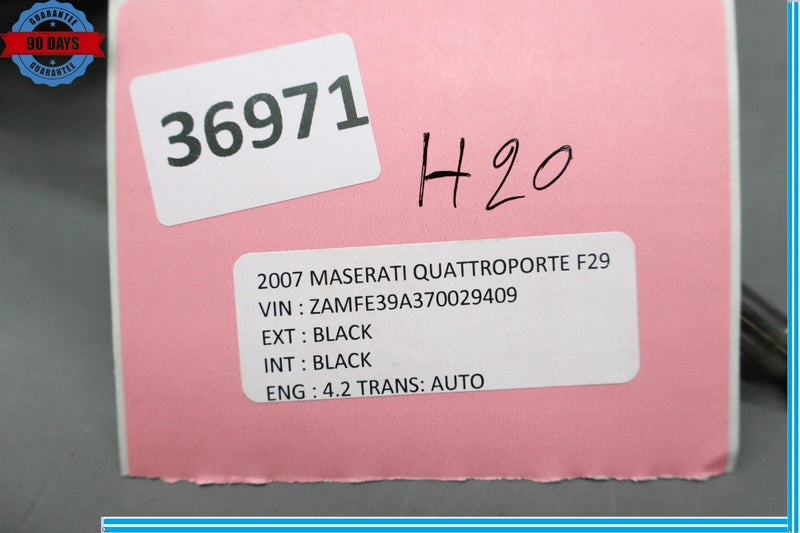 GUARANTEE
90 DAYS
GUARANTEE
36971
H20
2007 MASERATI QUATTROPORTE F29
VIN : ZAMFE39A370029409
EXT : BLACK
INT : BLACK
ENG : 4.2 TRANS: AUTO